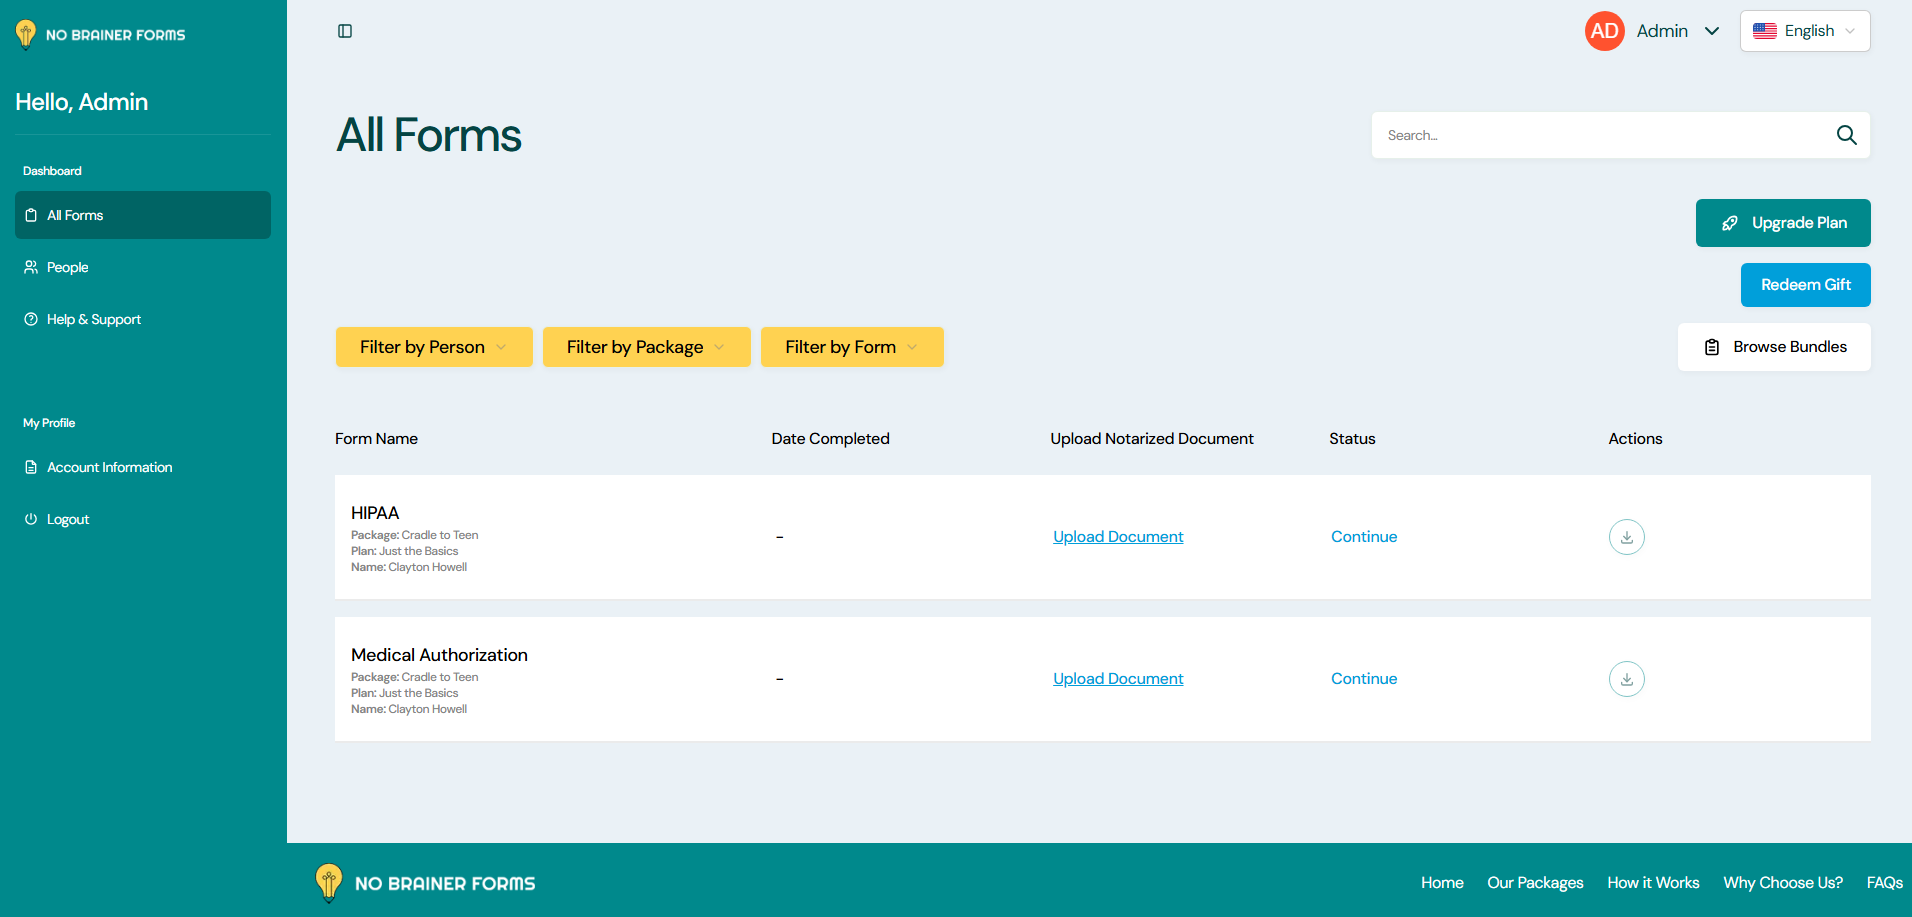 NO BRAINER FORMS
Hello, Admin
Dashboard
All Forms
People
Help & Support
My Profile
Account Information
Logout
AD Admin
English
All Forms
Search...
Upgrade Plan
Redeem Gift
Filter by Person
Filter by Package
Filter by Form
Browse Bundles
Form Name Date Completed Upload Notarized Document Status Actions
HIPAA
Package: Cradle to Teen
Plan: Just the Basics
Name: Clayton Howell
- Upload Document Continue
Medical Authorization
Package: Cradle to Teen
Plan: Just the Basics
Name: Clayton Howell
- Upload Document Continue
NO BRAINER FORMS
Home Our Packages How it Works Why Choose Us? FAQs